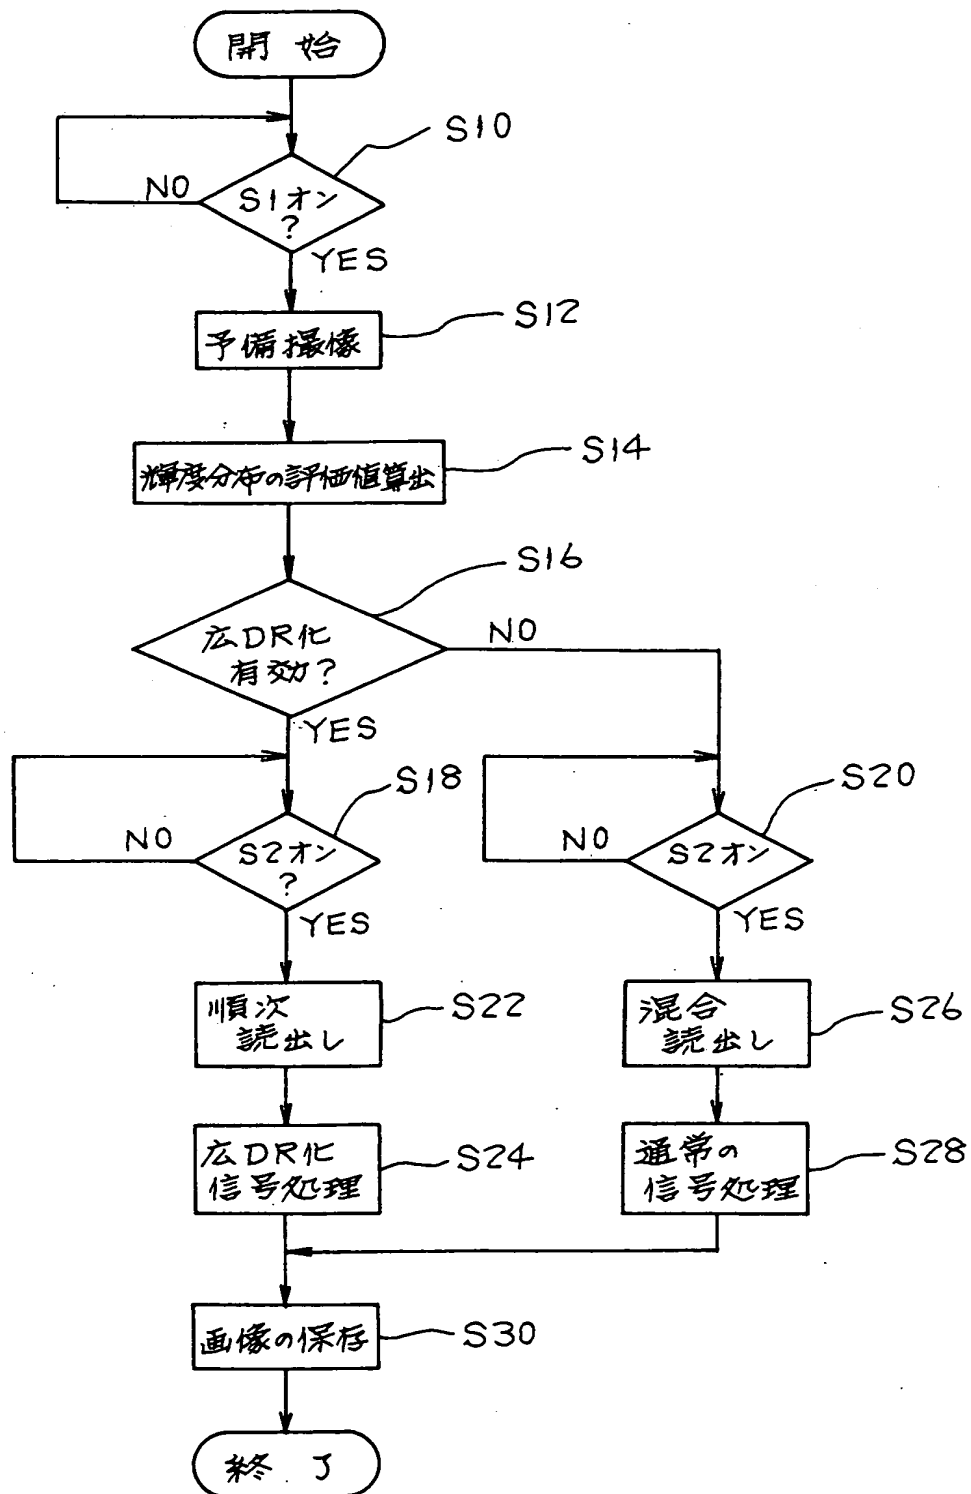 開始
S10
NO
S1オン
?
YES
S12
予備撮像
S14
輝度分布の評価値算出
S16
広DR化
有効?
NO
YES
S18
NO
S2オン
?
YES
S20
NO
S2オン
YES
順次
読出し
S22
混合
読出し
S26
広DR化
信号処理
S24
通常の
信号処理
S28
画像の保存
S30
終了